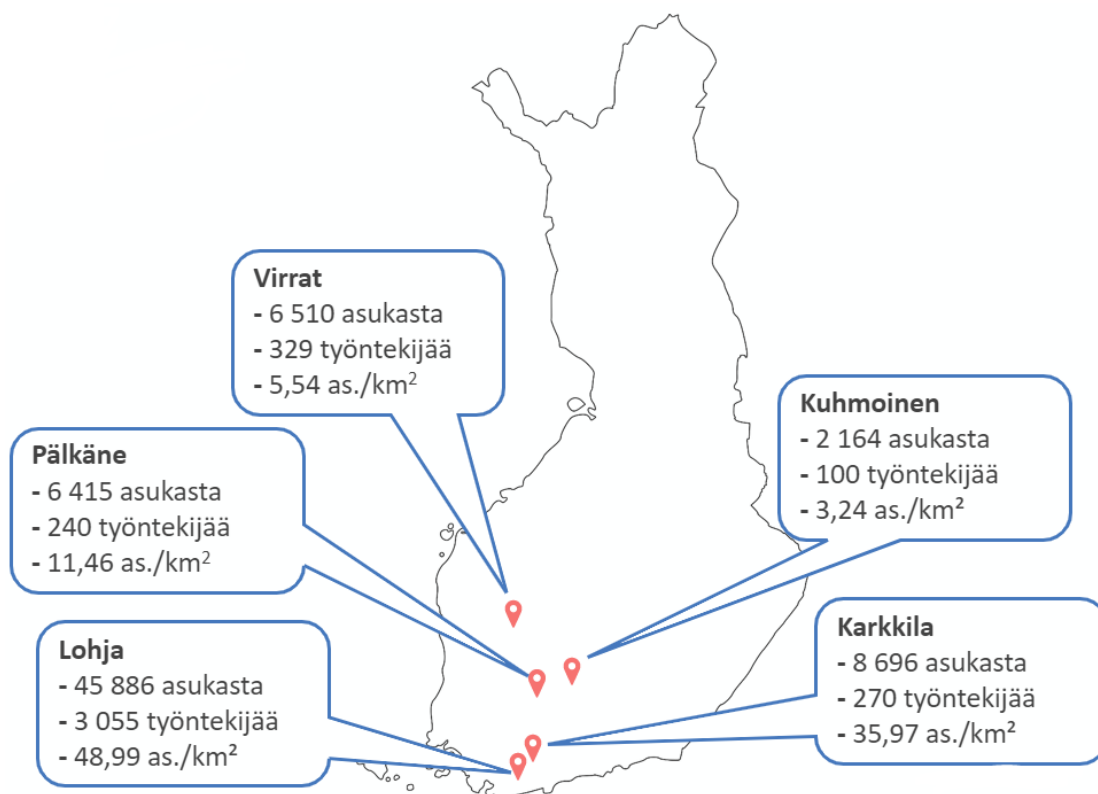 Virrat
- 6 510 asukasta
- 329 työntekijää
- 5,54 as./km²
Kuhmoinen
- 2 164 asukasta
- 100 työntekijää
- 3,24 as./km²
Pälkäne
- 6 415 asukasta
- 240 työntekijää
- 11,46 as./km²
Lohja
- 45 886 asukasta
- 3 055 työntekijää
- 48,99 as./km²
Karkkila
- 8 696 asukasta
- 270 työntekijää
- 35,97 as./km²